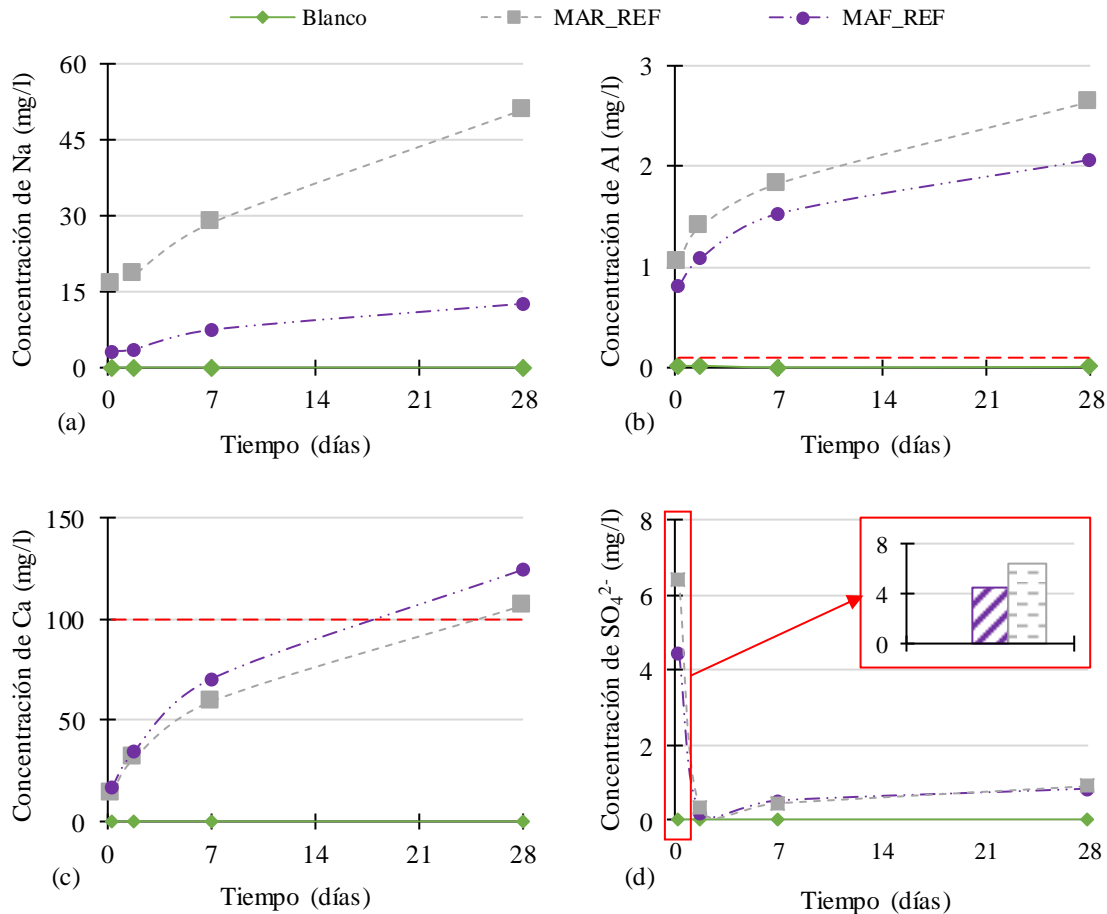 Blanco MAR_REF MAF_REF
Concentración de Na (mg/l)
60
45
30
15
0
0 7 14 21 28
(a)
Tiempo (días)
Concentración de Al (mg/l)
3
2
1
0
0 7 14 21 28
(b)
Tiempo (días)
Concentración de Ca (mg/l)
150
100
50
0
0 7 14 21 28
(c)
Tiempo (días)
Concentración de SO₄²⁻ (mg/l)
8
6
4
2
0
8
4
0
0 7 14 21 28
(d)
Tiempo (días)